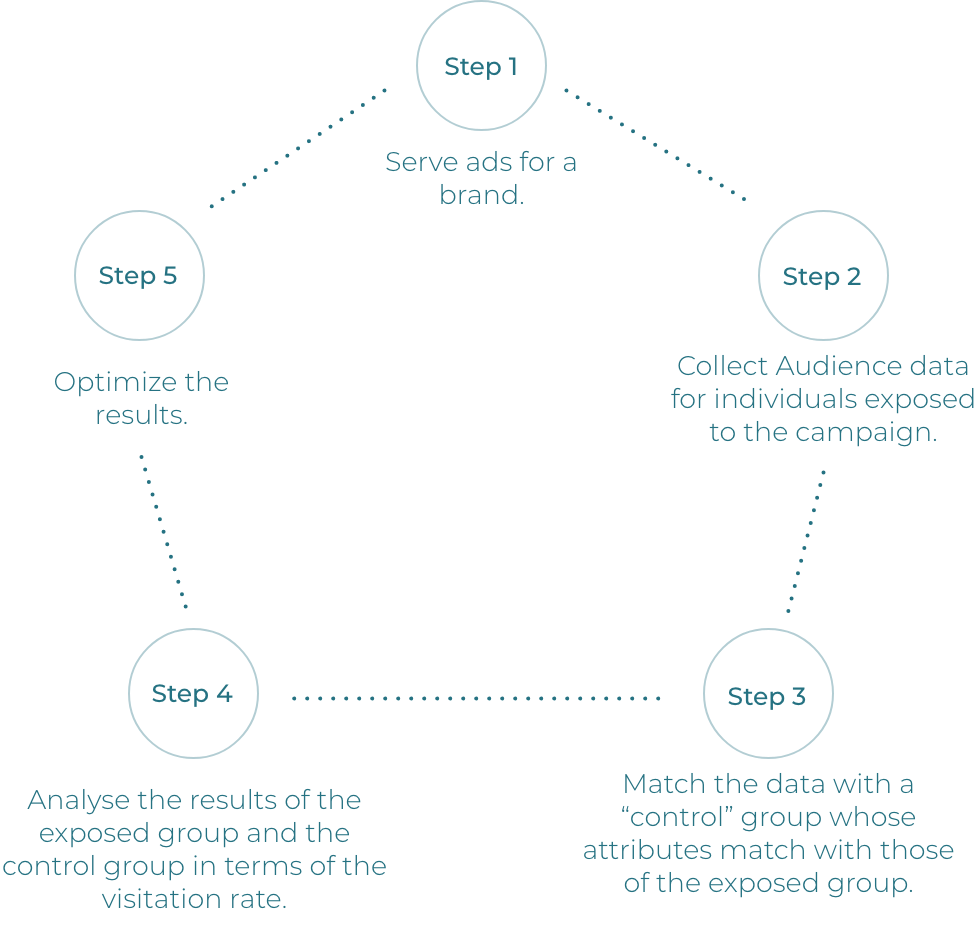 Step 1
Serve ads for a
brand.
Step 2
Collect Audience data
for individuals exposed
to the campaign.
Step 3
Match the data with a
“control” group whose
attributes match with those
of the exposed group.
Step 4
Analyse the results of the
exposed group and the
control group in terms of the
visitation rate.
Step 5
Optimize the
results.